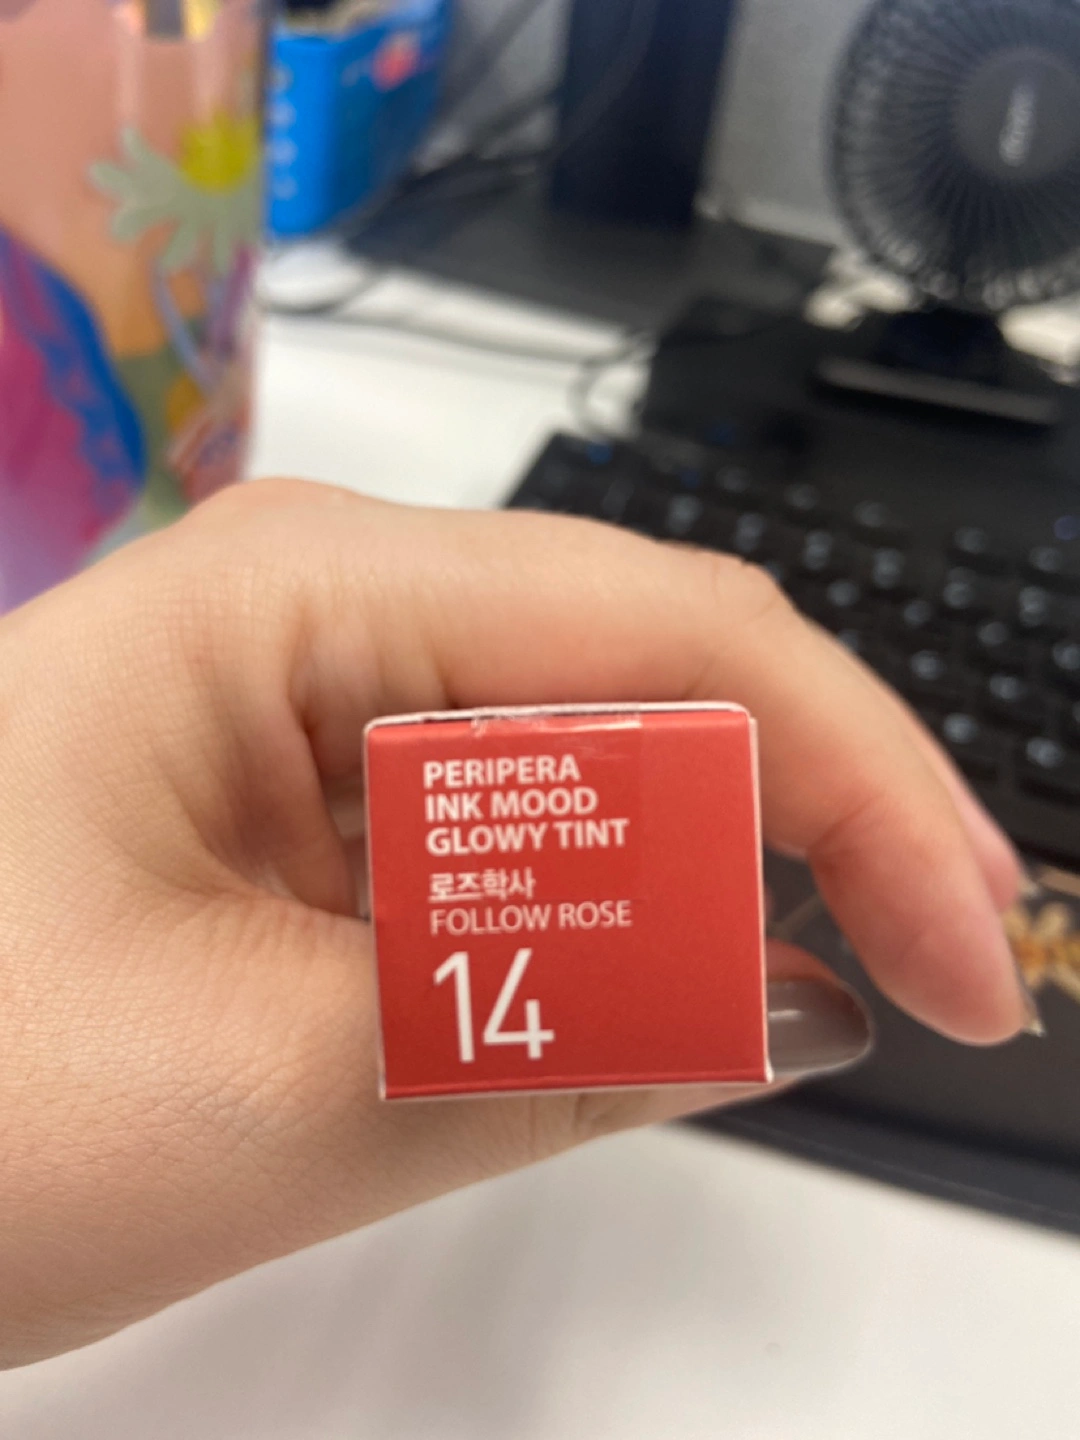 PERIPERA
INK MOOD
GLOWY TINT
로즈학사
FOLLOW ROSE
14